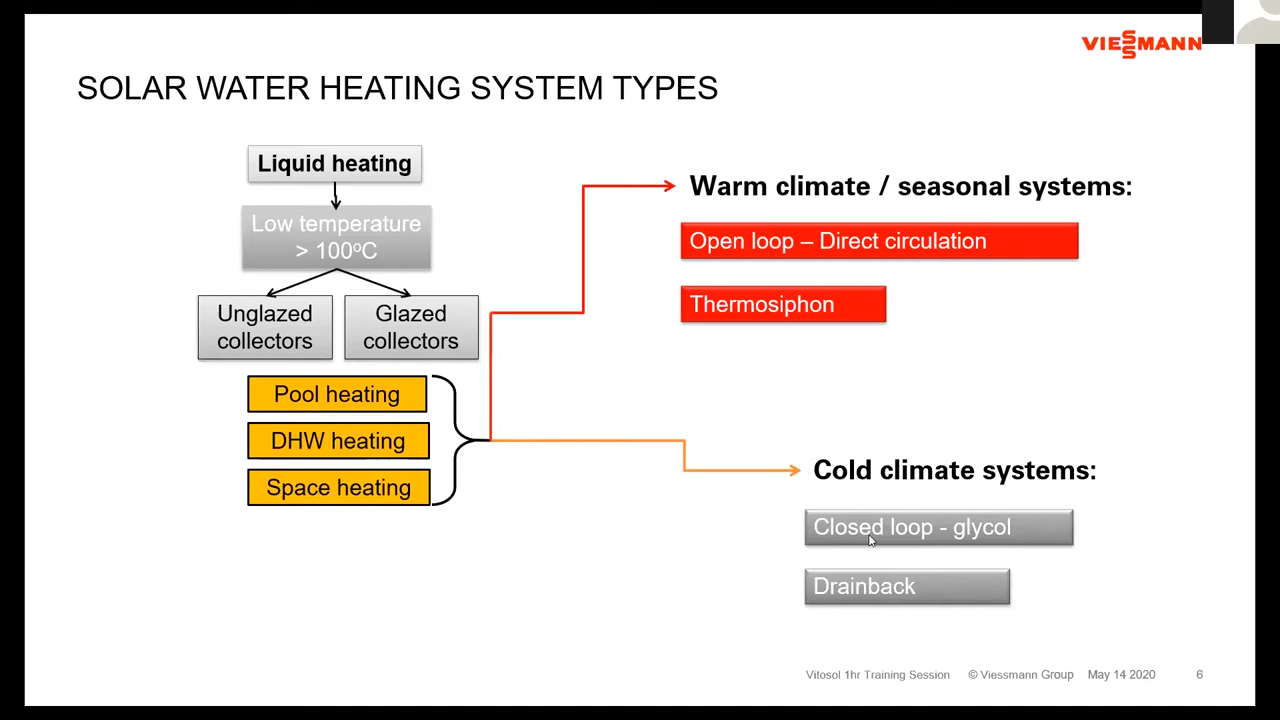 VIESSMANN
SOLAR WATER HEATING SYSTEM TYPES
Liquid heating
Low temperature
> 100ºC
Unglazed
collectors
Glazed
collectors
Pool heating
DHW heating
Space heating
Warm climate / seasonal systems:
Open loop – Direct circulation
Thermosiphon
Cold climate systems:
Closed loop - glycol
Drainback
Vitosol 1hr Training Session © Viessmann Group May 14 2020 6